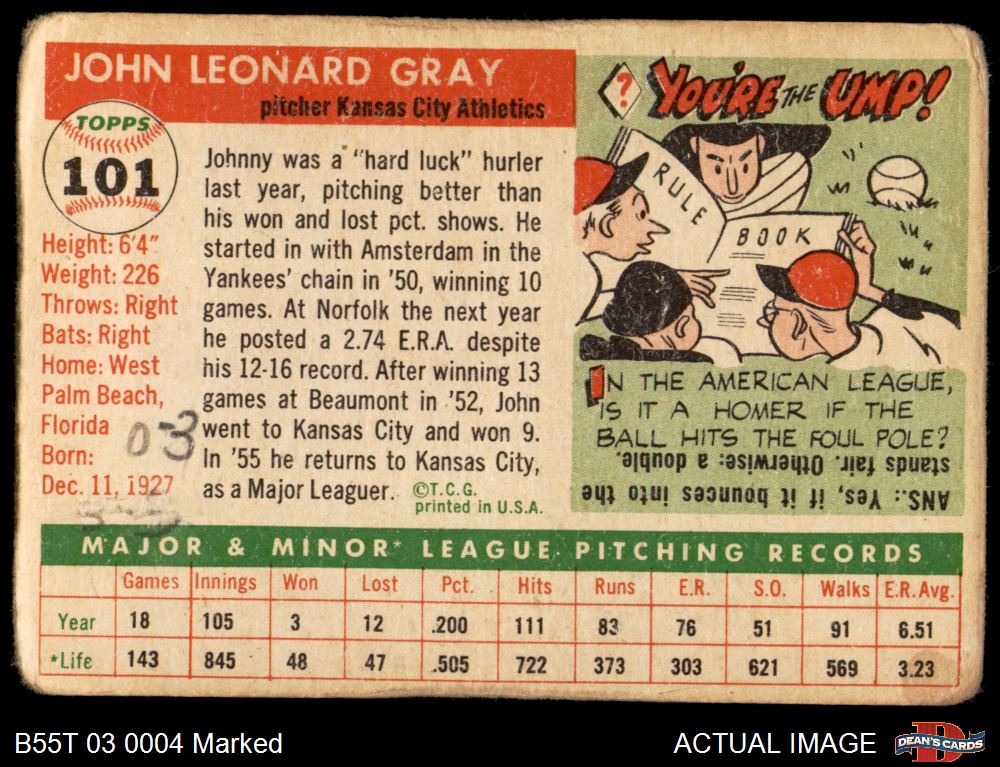 JOHN LEONARD GRAY
pitcher Kansas City Athletics
TOPPS
101
Height: 6'4"
Weight: 226
Throws: Right
Bats: Right
Home: West
Palm Beach,
Florida
Born:
Dec. 11, 1927
03
Johnny was a "hard luck" hurler
last year, pitching better than
his won and lost pct. shows. He
started in with Amsterdam in the
Yankees' chain in '50, winning 10
games. At Norfolk the next year
he posted a 2.74 E.R.A. despite
his 12-16 record. After winning 13
games at Beaumont in '52, John
went to Kansas City and won 9.
In '55 he returns to Kansas City,
as a Major Leaguer. ©T.C.G.
printed in U.S.A.
? YOU'RE THE UMP!
RULE
BOOK
IN THE AMERICAN LEAGUE,
IS IT A HOMER IF THE
BALL HITS THE FOUL POLE?
ANS.: Yes, if it bounces into the
stands fair. Otherwise: a double.
MAJOR & MINOR* LEAGUE PITCHING RECORDS
Games Innings Won Lost Pct. Hits Runs E.R. S.O. Walks E.R.Avg.
Year 18 105 3 12 .200 111 83 76 51 91 6.51
*Life 143 845 48 47 .505 722 373 303 621 569 3.23
B55T 03 0004 Marked
ACTUAL IMAGE
D
DEAN'S CARDS